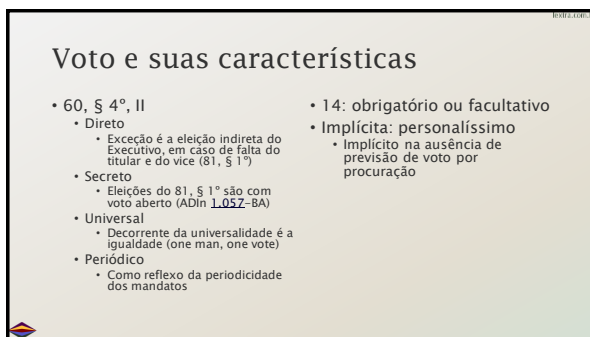 lextra.com.
Voto e suas características
• 60, § 4º, II
• Direto
• Exceção é a eleição indireta do
Executivo, em caso de falta do
titular e do vice (81, § 1º)
• Secreto
• Eleições do 81, § 1º são com
voto aberto (ADIn 1.057-BA)
• Universal
• Decorrente da universalidade é a
igualdade (one man, one vote)
• Periódico
• Como reflexo da periodicidade
dos mandatos
• 14: obrigatório ou facultativo
• Implícita: personalíssimo
• Implícito na ausência de
previsão de voto por
procuração